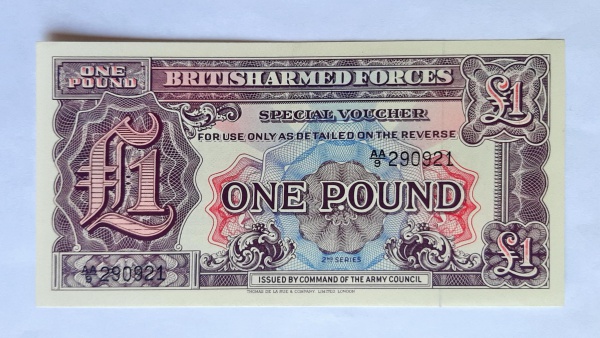 ONE POUND
BRITISH ARMED FORCES
£1
SPECIAL VOUCHER
FOR USE ONLY AS DETAILED ON THE REVERSE
AA/9 290921
£1
ONE POUND
2ND SERIES
£1
AA/9 290921
ISSUED BY COMMAND OF THE ARMY COUNCIL
THOMAS DE LA RUE & COMPANY, LIMITED, LONDON